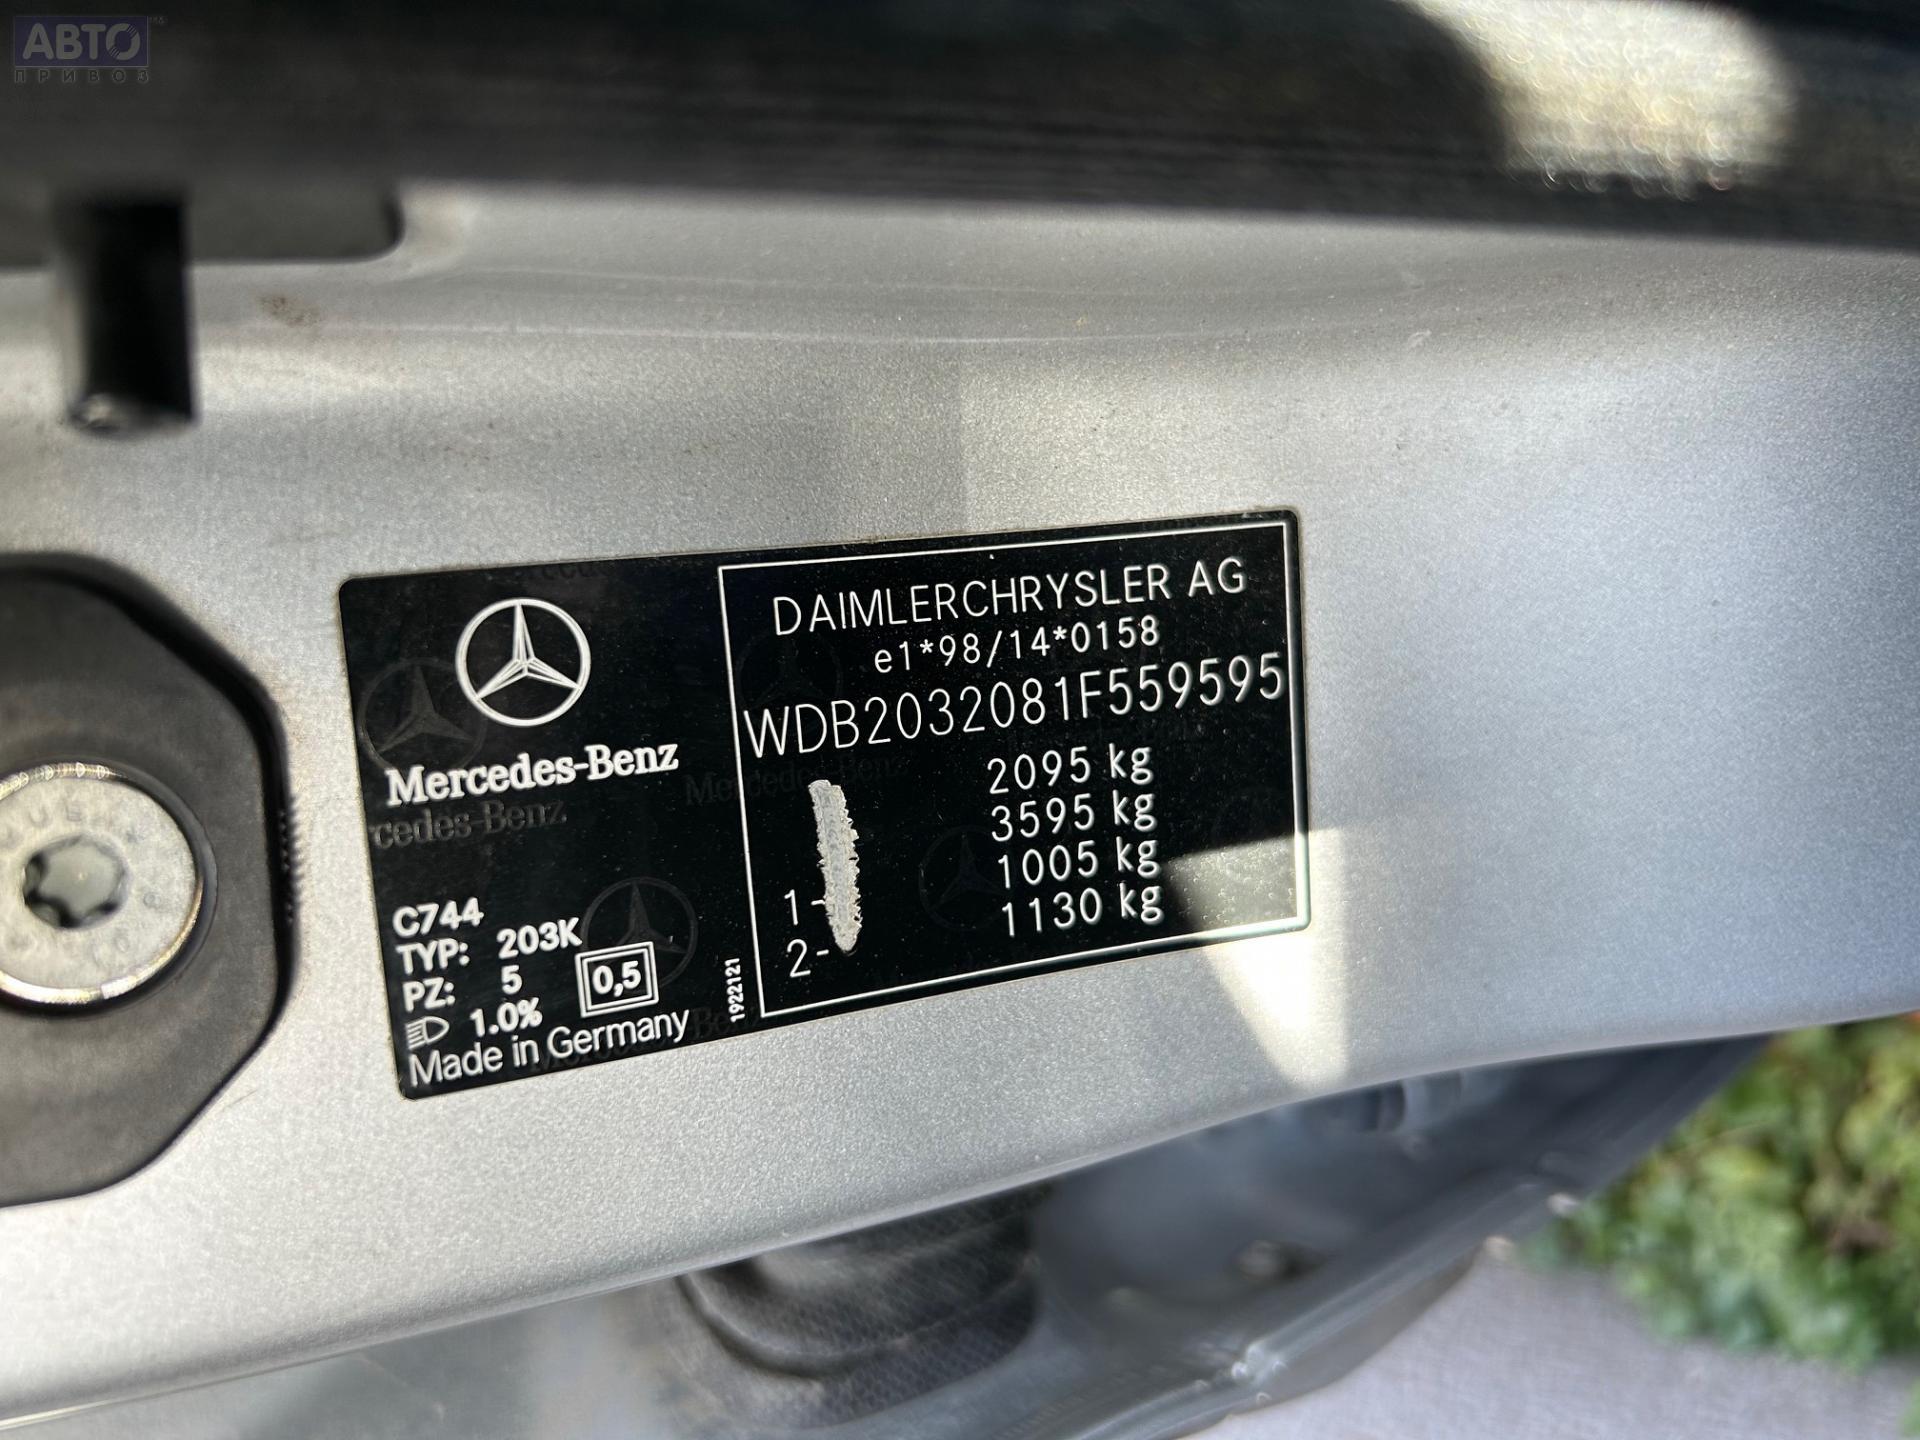 АВТО
ПРИВОЗ
Mercedes-Benz
C744
TYP: 203K
PZ: 5
1.0% 0,5
Made in Germany
1922121
DAIMLERCHRYSLER AG
e1*98/14*0158
WDB2032081F559595
2095 kg
3595 kg
1- 1005 kg
2- 1130 kg